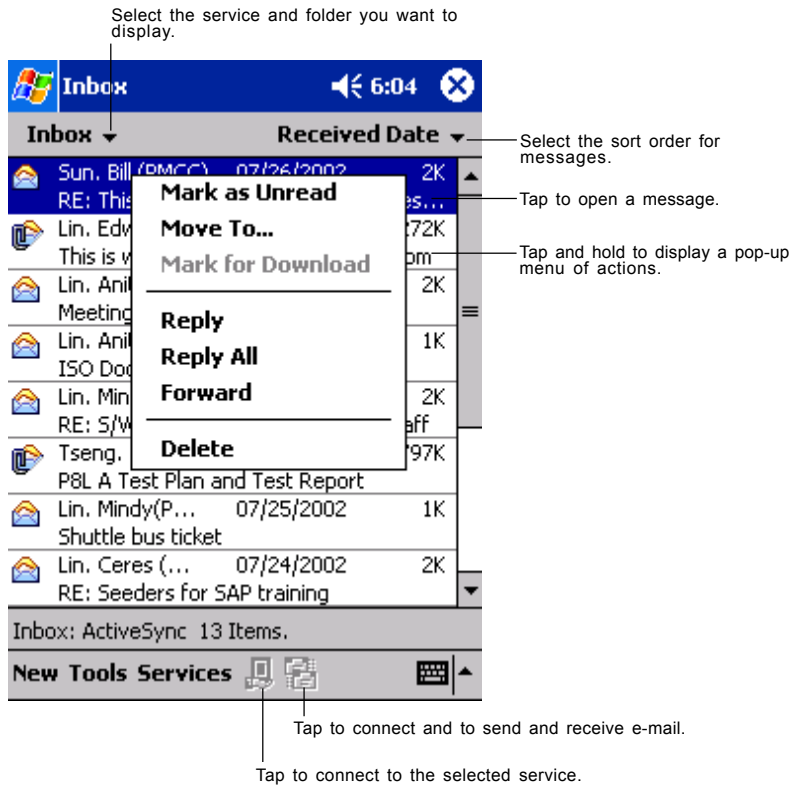 Select the service and folder you want to
display.
Inbox 6:04
Inbox Received Date
Select the sort order for
messages.
Sun. Bill (PMCC) 07/26/2002 2K
RE: This es...
Tap to open a message.
Mark as Unread
Move To...
Mark for Download
Reply
Reply All
Forward
Delete
Lin. Edw 272K
This is om
Tap and hold to display a pop-up
menu of actions.
Lin. Ani 2K
Meeting
Lin. Ani 1K
ISO Doc
Lin. Min 2K
RE: S/W aff
Tseng. 97K
P8L A Test Plan and Test Report
Lin. Mindy(P... 07/25/2002 1K
Shuttle bus ticket
Lin. Ceres (... 07/24/2002 2K
RE: Seeders for SAP training
Inbox: ActiveSync 13 Items.
New Tools Services
Tap to connect and to send and receive e-mail.
Tap to connect to the selected service.